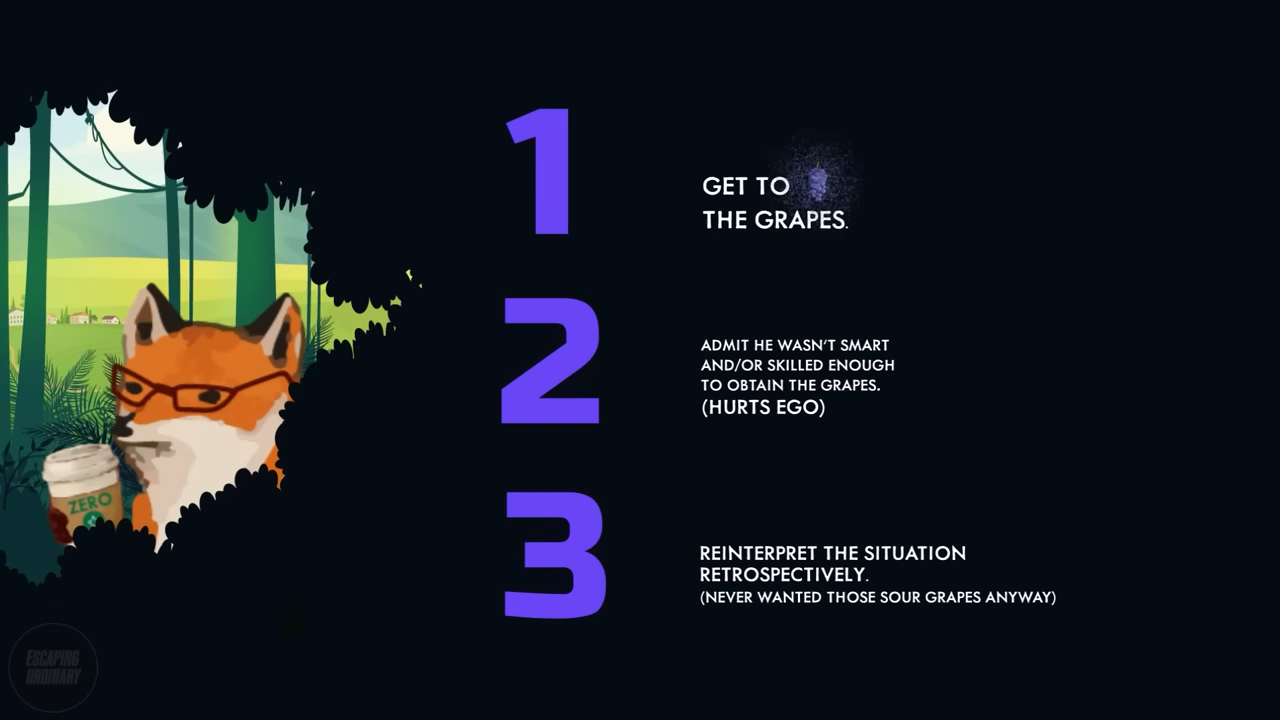 1
GET TO
THE GRAPES.
2
ADMIT HE WASN'T SMART
AND/OR SKILLED ENOUGH
TO OBTAIN THE GRAPES.
(HURTS EGO)
3
REINTERPRET THE SITUATION
RETROSPECTIVELY.
(NEVER WANTED THOSE SOUR GRAPES ANYWAY)
ZERO
ESCAPING
ORDINARY